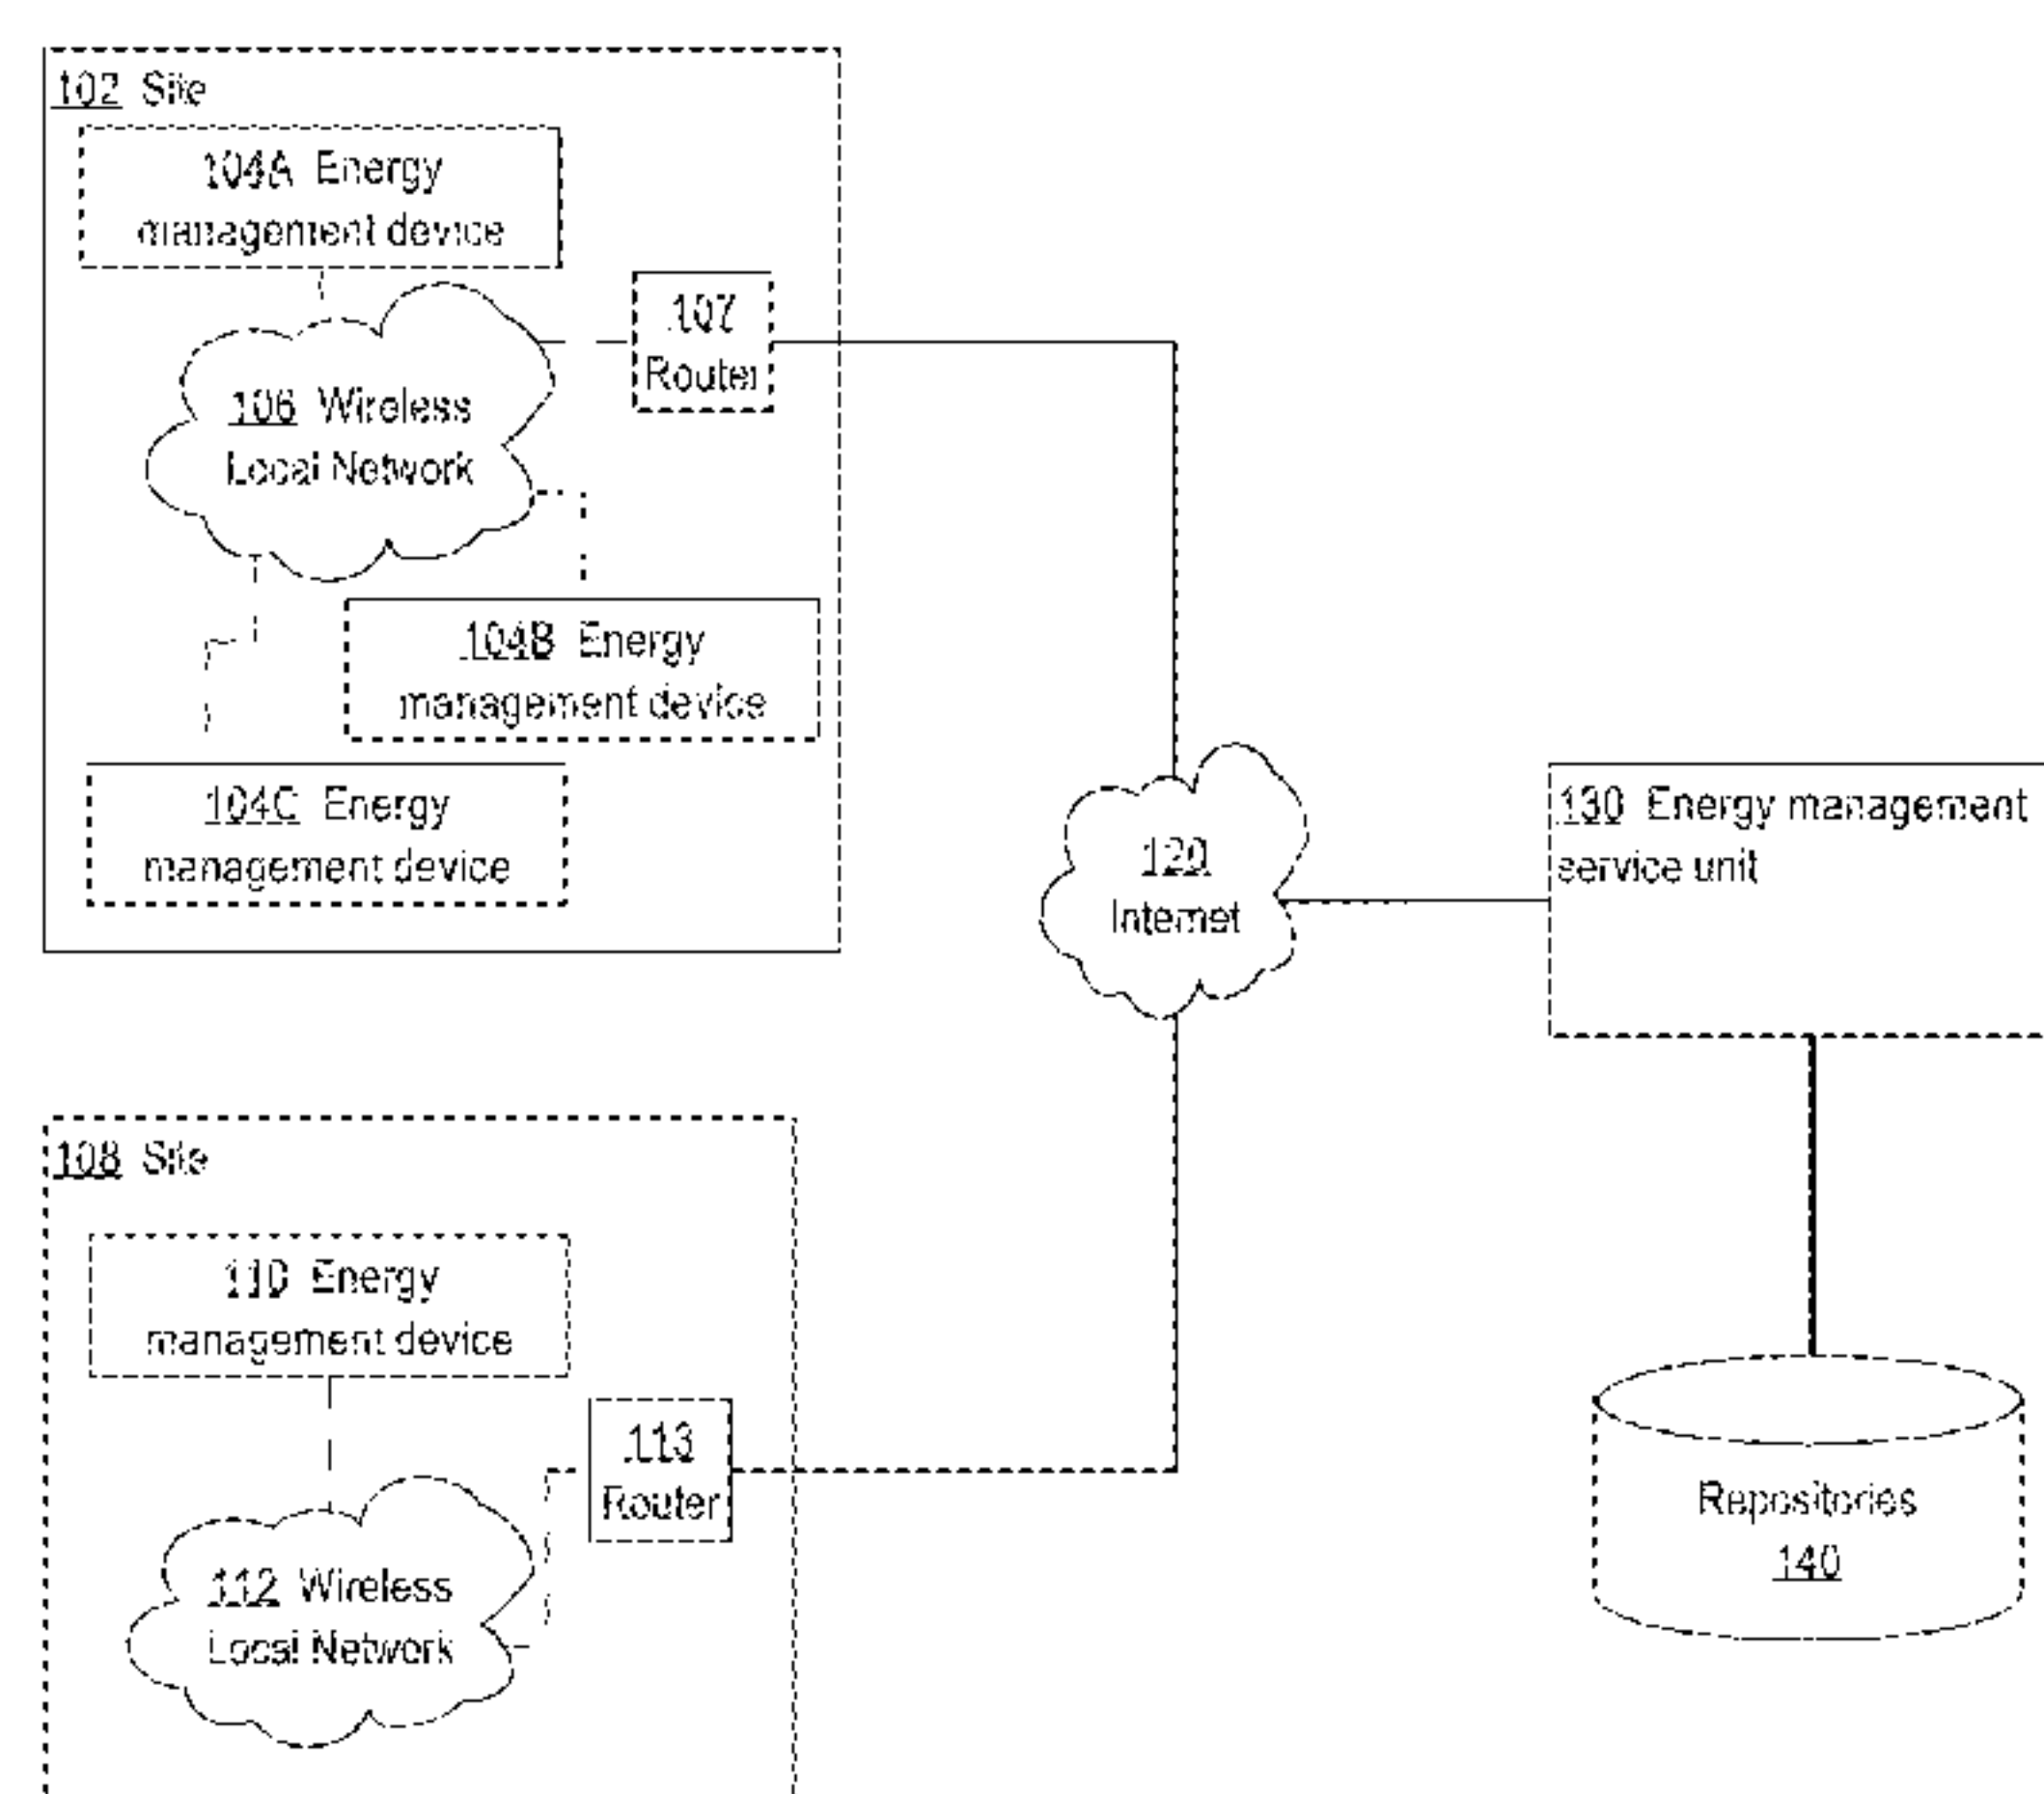 102 Site
104A Energy
management device
107
Router
106 Wireless
Local Network
104B Energy
management device
104C Energy
management device
120
Internet
130 Energy management
service unit
108 Site
110 Energy
management device
113
Router
112 Wireless
Local Network
Repositories
140